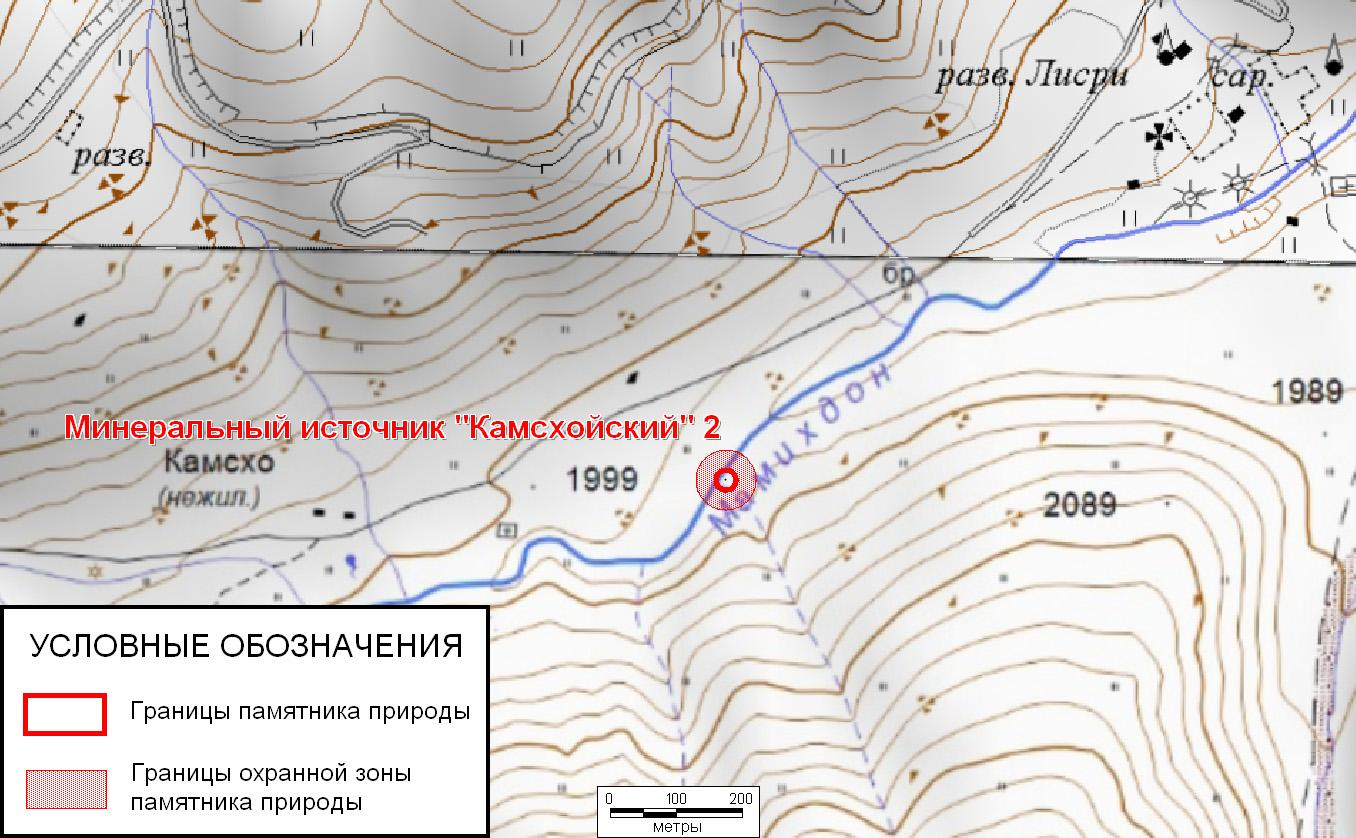 разв. Лисри
сар.
разв.
бр.
Мамихдон
1989
Минеральный источник "Камсхойский" 2
Камсхо
(нежил.)
1999
2089
УСЛОВНЫЕ ОБОЗНАЧЕНИЯ
Границы памятника природы
Границы охранной зоны
памятника природы
0 100 200
метры